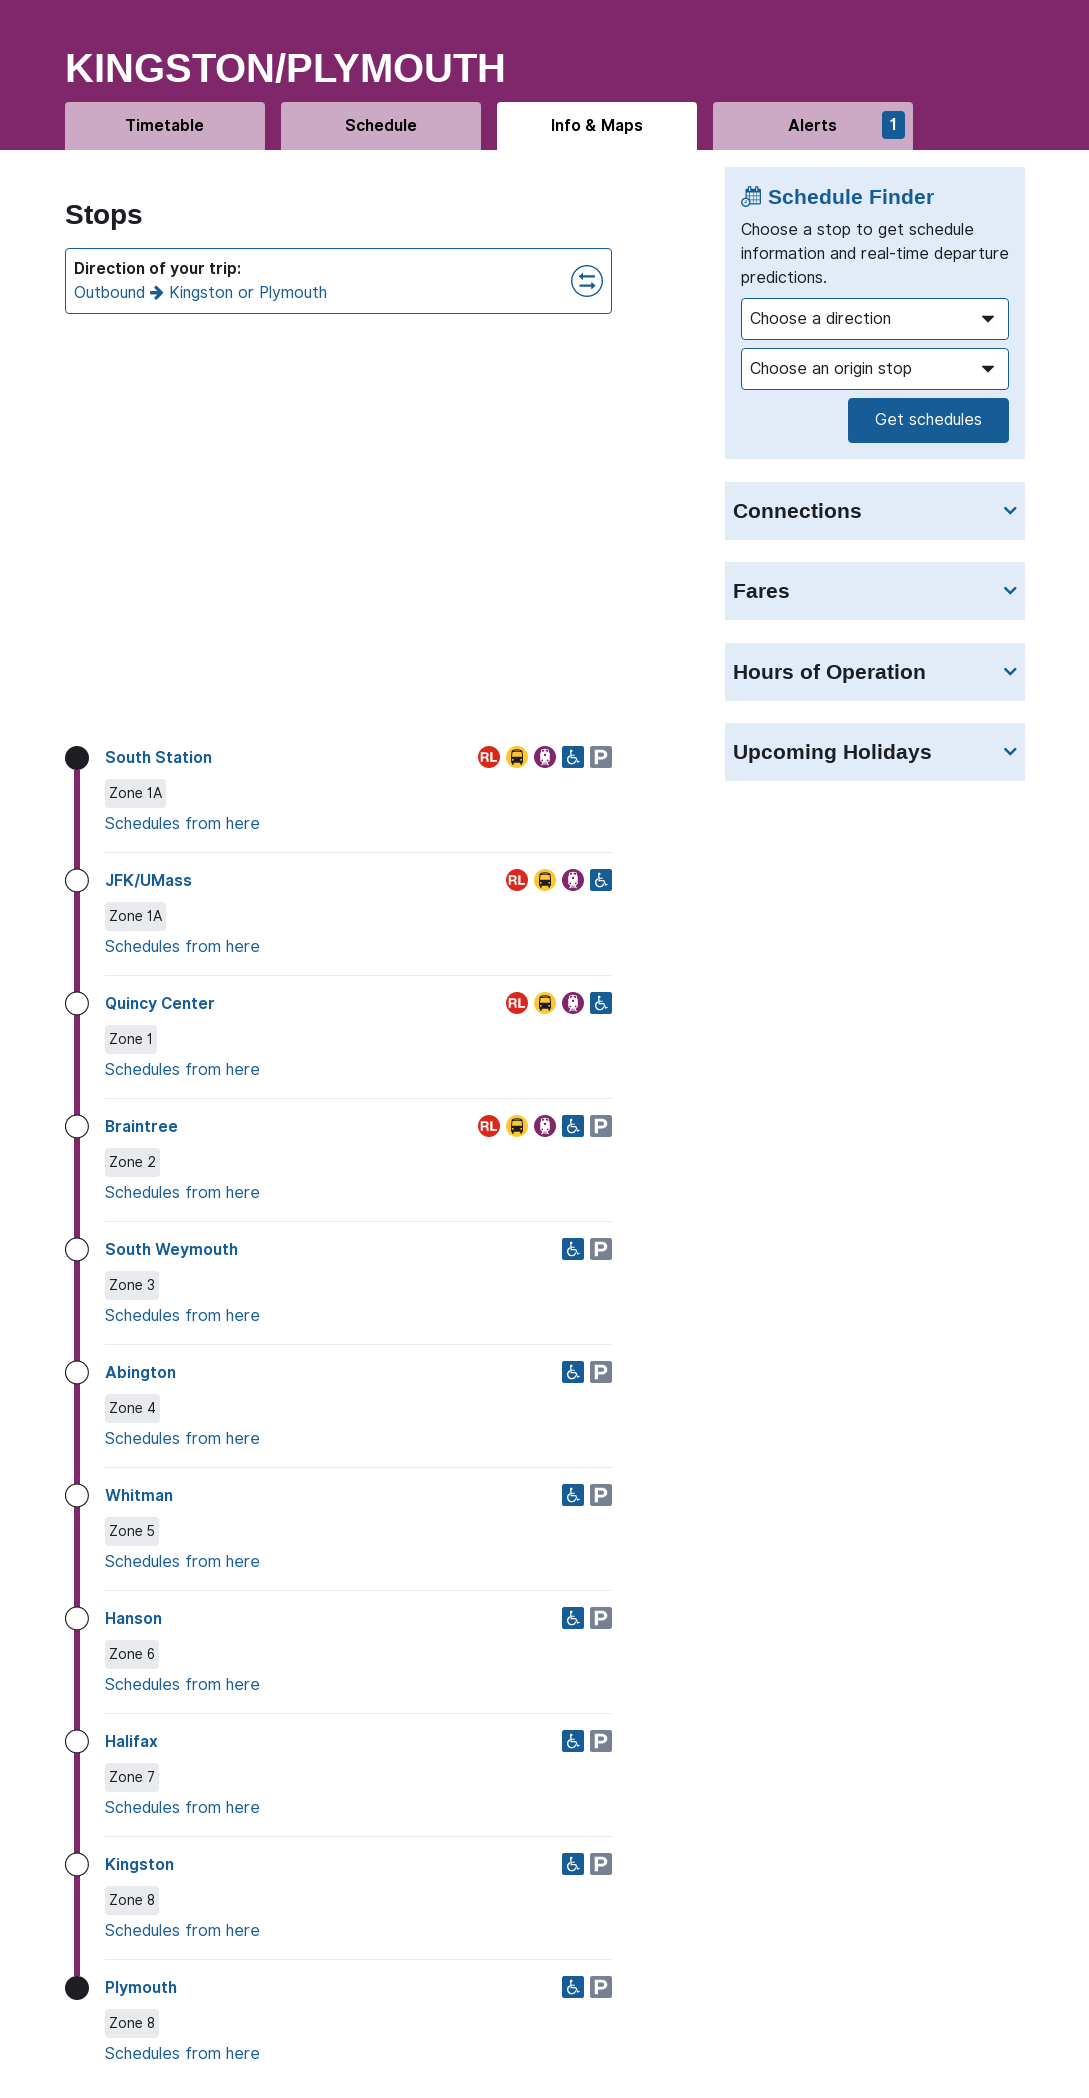 KINGSTON/PLYMOUTH
Timetable
Schedule
Info & Maps
Alerts
1
Stops
Direction of your trip:
Outbound Kingston or Plymouth
Schedule Finder
Choose a stop to get schedule
information and real-time departure
predictions.
Choose a direction
Choose an origin stop
Get schedules
Connections
Fares
Hours of Operation
Upcoming Holidays
South Station
RL
P
Zone 1A
Schedules from here
JFK/UMass
RL
Zone 1A
Schedules from here
Quincy Center
RL
Zone 1
Schedules from here
Braintree
RL
P
Zone 2
Schedules from here
South Weymouth
P
Zone 3
Schedules from here
Abington
P
Zone 4
Schedules from here
Whitman
P
Zone 5
Schedules from here
Hanson
P
Zone 6
Schedules from here
Halifax
P
Zone 7
Schedules from here
Kingston
P
Zone 8
Schedules from here
Plymouth
P
Zone 8
Schedules from here